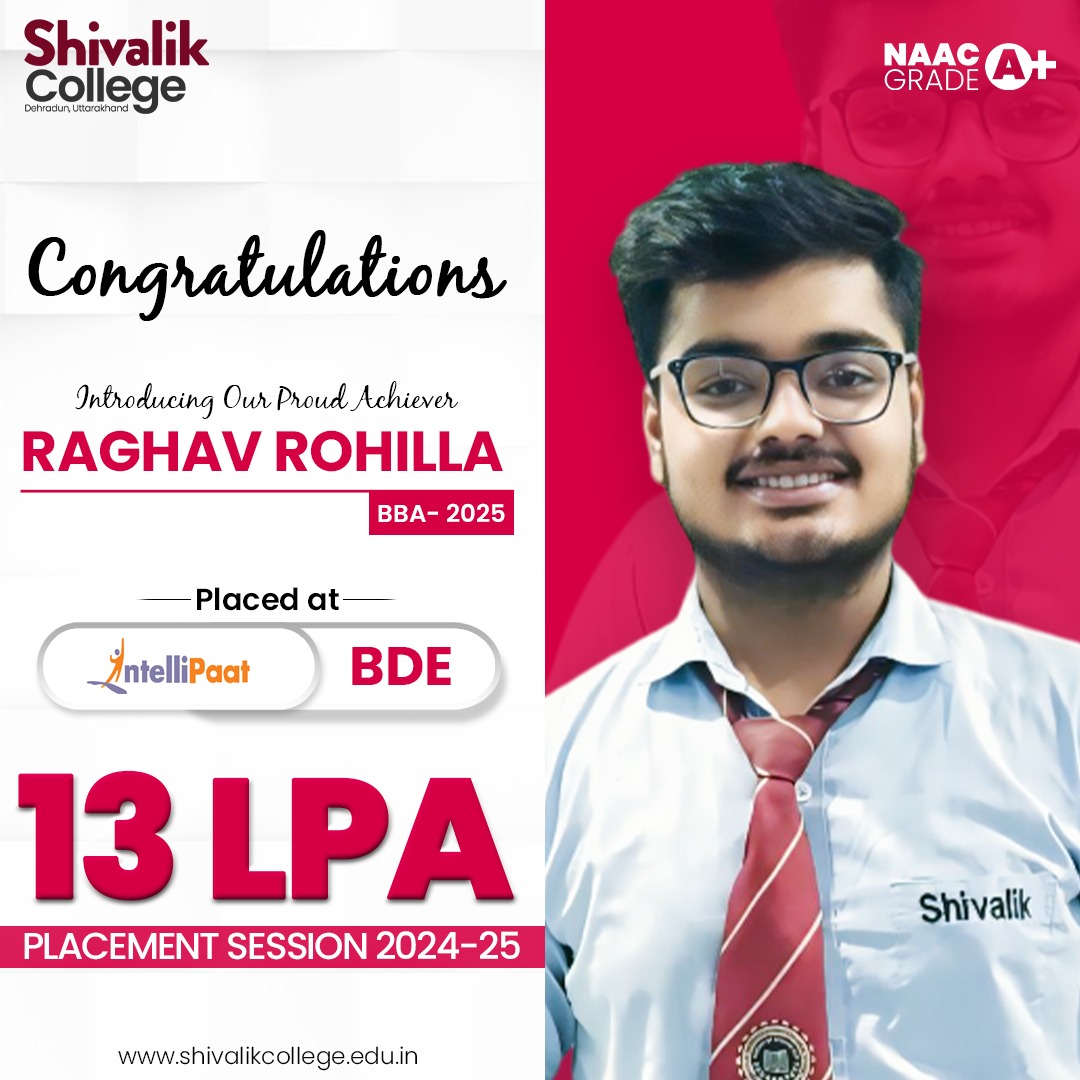 Shivalik
College
Dehradun, Uttarakhand
NAAC
GRADE A+
Congratulations
Introducing Our Proud Achiever
RAGHAV ROHILLA
BBA- 2025
Placed at
IntelliPaat
BDE
13 LPA
PLACEMENT SESSION 2024-25
www.shivalikcollege.edu.in
Shivalik